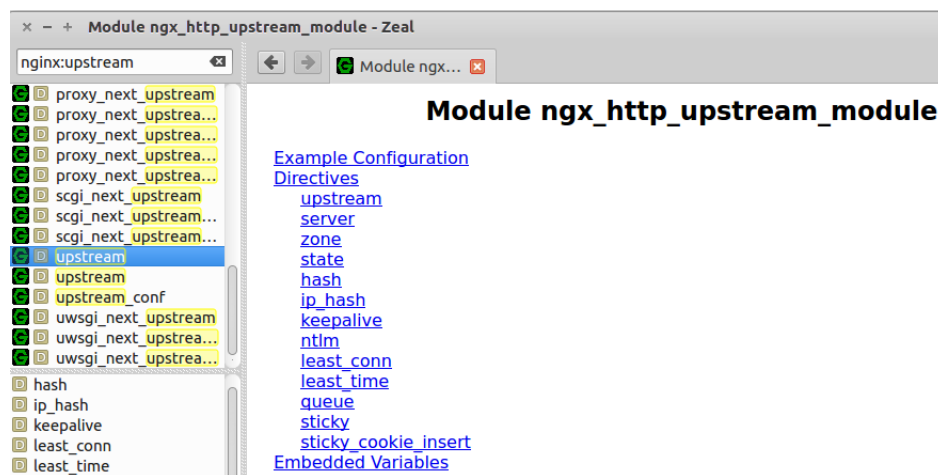 Module ngx_http_upstream_module - Zeal
nginx:upstream
Module ngx...
proxy_next_upstream
proxy_next_upstrea...
proxy_next_upstrea...
proxy_next_upstrea...
proxy_next_upstrea...
scgi_next_upstream
scgi_next_upstream...
scgi_next_upstream...
upstream
upstream
upstream_conf
uwsgi_next_upstream
uwsgi_next_upstrea...
uwsgi_next_upstrea...
hash
ip_hash
keepalive
least_conn
least_time
Module ngx_http_upstream_module
Example Configuration
Directives
upstream
server
zone
state
hash
ip_hash
keepalive
ntlm
least_conn
least_time
queue
sticky
sticky_cookie_insert
Embedded Variables